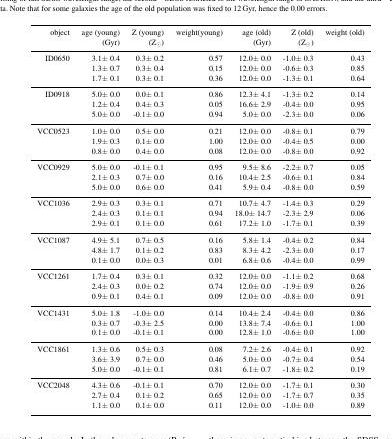 ta. Note that for some galaxies the age of the old population was fixed to 12 Gyr, hence the 0.00 errors.
object age (young) Z (young) weight(young) age (old) Z (old) weight (old)
(Gyr) (Z☉) (Gyr) (Z☉)
ID0650 3.1± 0.4 0.3± 0.2 0.57 12.0± 0.0 -1.0± 0.3 0.43
1.3± 0.7 0.3± 0.4 0.15 12.0± 0.0 -0.6± 0.3 0.85
1.7± 0.1 0.3± 0.1 0.36 12.0± 0.0 -1.3± 0.1 0.64
ID0918 5.0± 0.0 0.0± 0.1 0.86 12.3± 4.1 -1.3± 0.2 0.14
1.2± 0.4 0.4± 0.3 0.05 16.6± 2.9 -0.4± 0.0 0.95
5.0± 0.0 -0.1± 0.0 0.94 5.0± 0.0 -2.3± 0.0 0.06
VCC0523 1.0± 0.0 0.5± 0.0 0.21 12.0± 0.0 -0.8± 0.1 0.79
1.9± 0.3 0.1± 0.0 1.00 12.0± 0.0 -0.4± 0.5 0.00
0.8± 0.0 0.4± 0.0 0.08 12.0± 0.0 -0.8± 0.0 0.92
VCC0929 5.0± 0.0 -0.1± 0.1 0.95 9.5± 8.6 -2.2± 0.7 0.05
2.1± 0.3 0.7± 0.0 0.16 10.4± 2.5 -0.6± 0.1 0.84
5.0± 0.0 0.6± 0.0 0.41 5.9± 0.4 -0.8± 0.0 0.59
VCC1036 2.9± 0.3 0.3± 0.1 0.71 10.7± 4.7 -1.4± 0.3 0.29
2.4± 0.3 0.1± 0.1 0.94 18.0± 14.7 -2.3± 2.9 0.06
2.9± 0.1 0.1± 0.0 0.61 17.2± 1.0 -1.7± 0.1 0.39
VCC1087 4.9± 5.1 0.7± 0.5 0.16 5.8± 1.4 -0.4± 0.2 0.84
4.8± 1.7 0.1± 0.2 0.83 8.3± 4.2 -2.3± 0.0 0.17
0.1± 0.0 0.0± 0.3 0.01 6.8± 0.6 -0.4± 0.0 0.99
VCC1261 1.7± 0.4 0.3± 0.1 0.32 12.0± 0.0 -1.1± 0.2 0.68
2.4± 0.3 0.0± 0.2 0.74 12.0± 0.0 -1.9± 0.9 0.26
0.9± 0.1 0.4± 0.1 0.09 12.0± 0.0 -0.8± 0.0 0.91
VCC1431 5.0± 1.8 -1.0± 0.0 0.14 10.4± 2.4 -0.4± 0.0 0.86
0.3± 0.7 -0.3± 2.5 0.00 13.8± 7.4 -0.6± 0.1 1.00
0.1± 0.0 -0.1± 0.1 0.00 12.8± 1.0 -0.6± 0.0 1.00
VCC1861 1.3± 0.6 0.5± 0.3 0.08 7.2± 2.6 -0.4± 0.1 0.92
3.6± 3.9 0.7± 0.0 0.46 5.0± 0.0 -0.7± 0.4 0.54
5.0± 0.0 -0.1± 0.1 0.81 6.1± 0.7 -1.8± 0.2 0.19
VCC2048 4.3± 0.6 -0.1± 0.1 0.70 12.0± 0.0 -1.7± 0.1 0.30
2.7± 0.4 0.1± 0.2 0.65 12.0± 0.0 -1.7± 0.7 0.35
1.1± 0.0 0.1± 0.0 0.11 12.0± 0.0 -1.0± 0.0 0.89